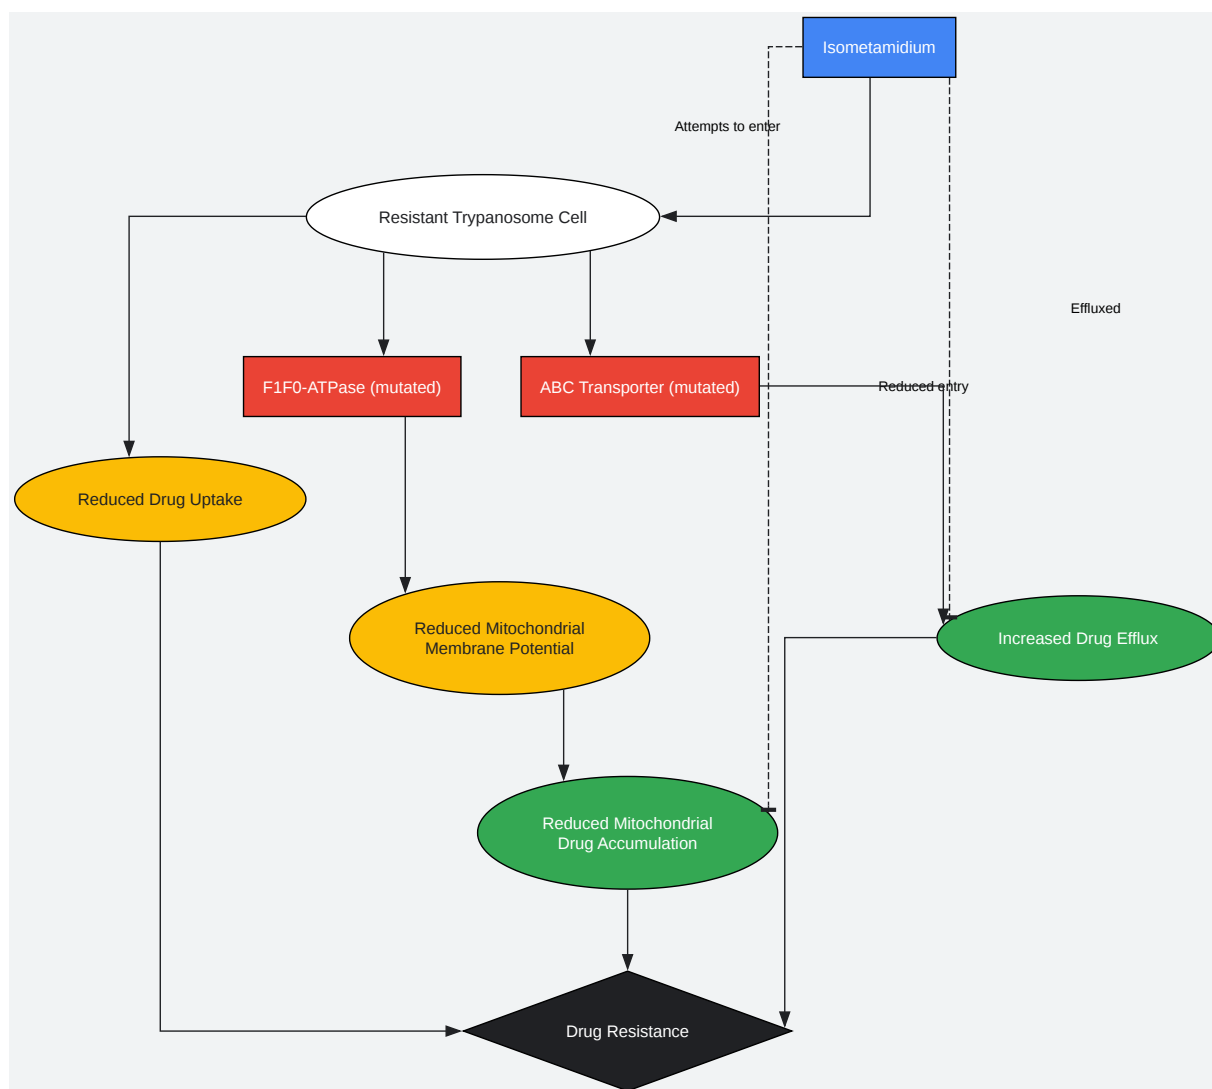 Isometamidium
Attempts to enter
Resistant Trypanosome Cell
Effluxed
F1F0-ATPase (mutated)
ABC Transporter (mutated)
Reduced entry
Reduced Drug Uptake
Reduced Mitochondrial
Membrane Potential
Increased Drug Efflux
Reduced Mitochondrial
Drug Accumulation
Drug Resistance